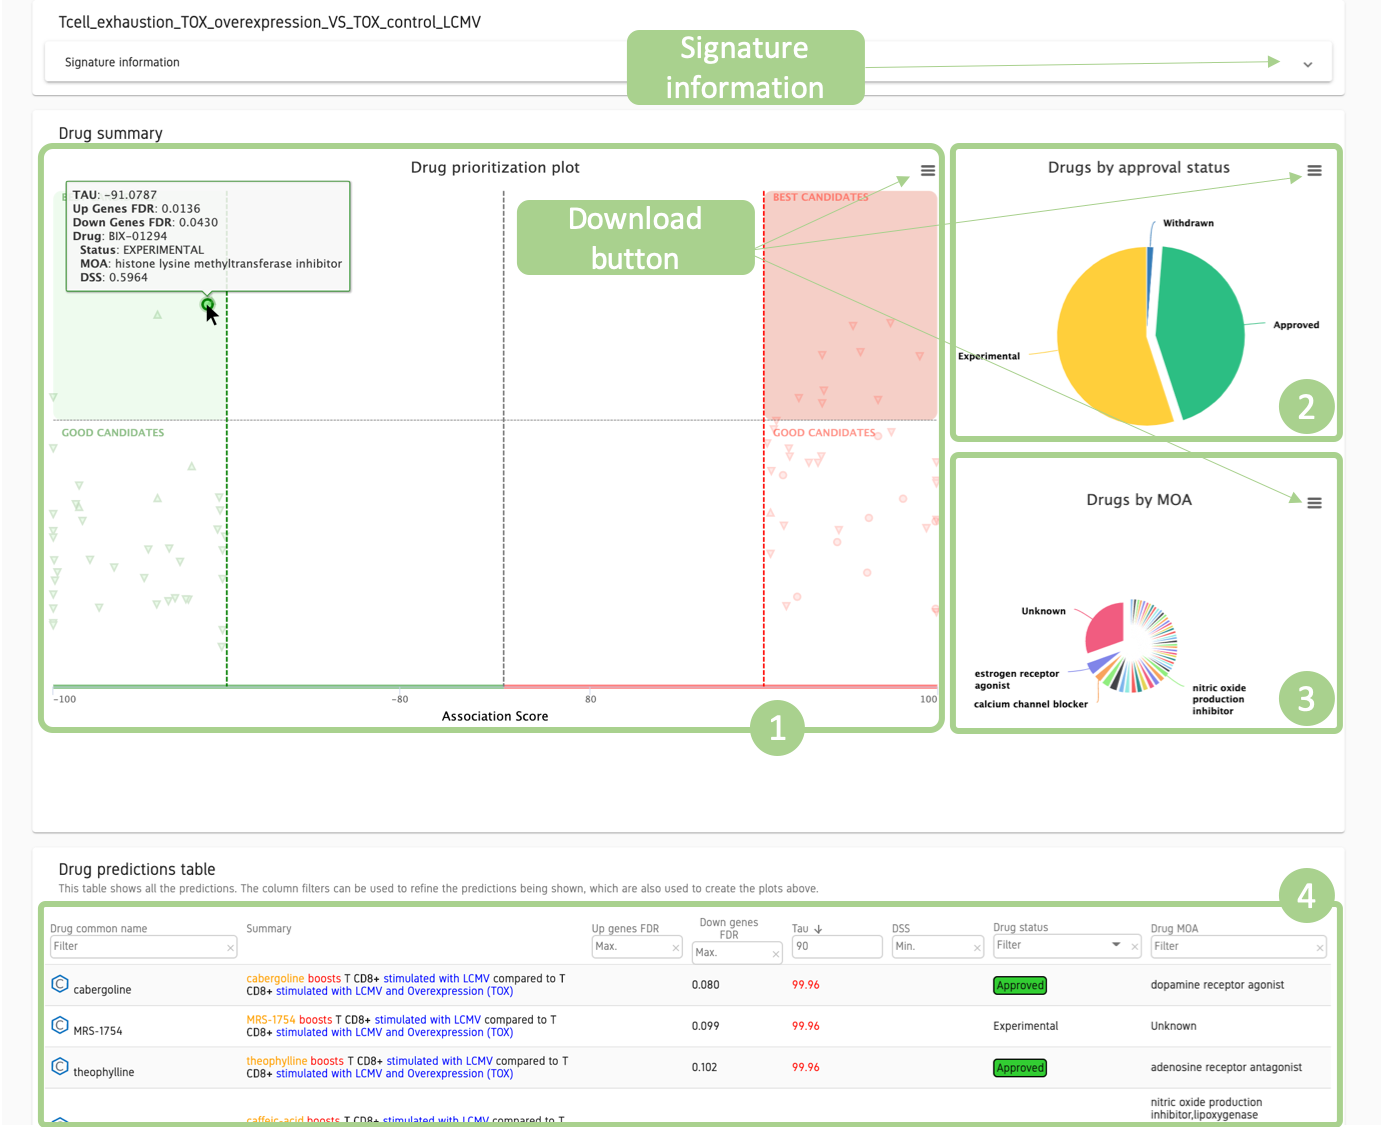 Tcell_exhaustion_TOX_overexpression_VS_TOX_control_LCMV
Signature information
Signature
information
Drug summary
Drug prioritization plot
TAU: -91.0787
Up Genes FDR: 0.0136
Down Genes FDR: 0.0430
Drug: BIX-01294
Status: EXPERIMENTAL
MOA: histone lysine methyltransferase inhibitor
DSS: 0.5964
Download
button
BEST CANDIDATES
GOOD CANDIDATES
GOOD CANDIDATES
-100
-80
80
100
Association Score
1
Drugs by approval status
Withdrawn
Approved
Experimental
2
Drugs by MOA
Unknown
estrogen receptor
agonist
calcium channel blocker
nitric oxide
production
inhibitor
3
Drug predictions table
This table shows all the predictions. The column filters can be used to refine the predictions being shown, which are also used to create the plots above.
4
Drug common name Summary Up genes FDR Down genes FDR Tau DSS Drug status Drug MOA
Filter Max. Max. 90 Min. Filter Filter
cabergoline boosts T CD8+ stimulated with LCMV compared to T
C cabergoline 0.080 99.96 Approved dopamine receptor agonist
CD8+ stimulated with LCMV and Overexpression (TOX)
MRS-1754 boosts T CD8+ stimulated with LCMV compared to T
C MRS-1754 0.099 99.96 Experimental Unknown
CD8+ stimulated with LCMV and Overexpression (TOX)
theophylline boosts T CD8+ stimulated with LCMV compared to T
C theophylline 0.102 99.96 Approved adenosine receptor antagonist
CD8+ stimulated with LCMV and Overexpression (TOX)
nitric oxide production
inhibitor,lipoxygenase
caffeic-acid boosts T CD8+ stimulated with LCMV compared to T